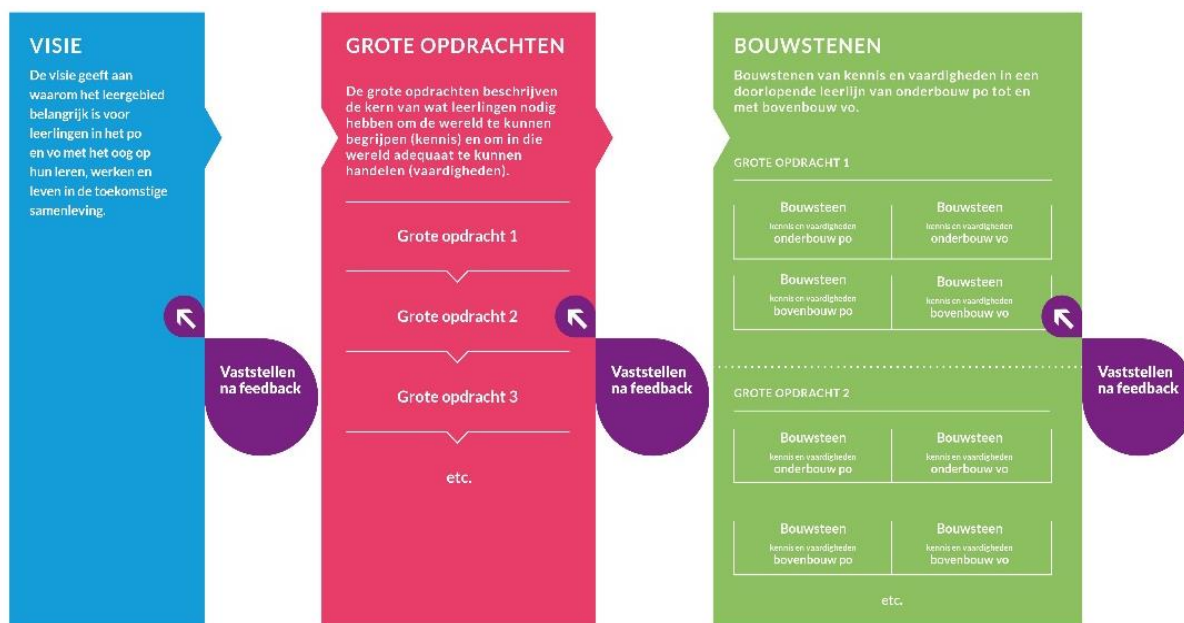 VISIE
De visie geeft aan
waarom het leergebied
belangrijk is voor
leerlingen in het po
en vo met het oog op
hun leren, werken en
leven in de toekomstige
samenleving.
Vaststellen
na feedback
GROTE OPDRACHTEN
De grote opdrachten beschrijven
de kern van wat leerlingen nodig
hebben om de wereld te kunnen
begrijpen (kennis) en om in die
wereld adequaat te kunnen
handelen (vaardigheden).
Grote opdracht 1
Grote opdracht 2
Grote opdracht 3
etc.
Vaststellen
na feedback
BOUWSTENEN
Bouwstenen van kennis en vaardigheden in een
doorlopende leerlijn van onderbouw po tot en
met bovenbouw vo.
GROTE OPDRACHT 1
Bouwsteen
kennis en vaardigheden
onderbouw po
Bouwsteen
kennis en vaardigheden
onderbouw vo
Bouwsteen
kennis en vaardigheden
bovenbouw po
Bouwsteen
kennis en vaardigheden
bovenbouw vo
GROTE OPDRACHT 2
Bouwsteen
kennis en vaardigheden
onderbouw po
Bouwsteen
kennis en vaardigheden
onderbouw vo
Bouwsteen
kennis en vaardigheden
bovenbouw po
Bouwsteen
kennis en vaardigheden
bovenbouw vo
etc.
Vaststellen
na feedback